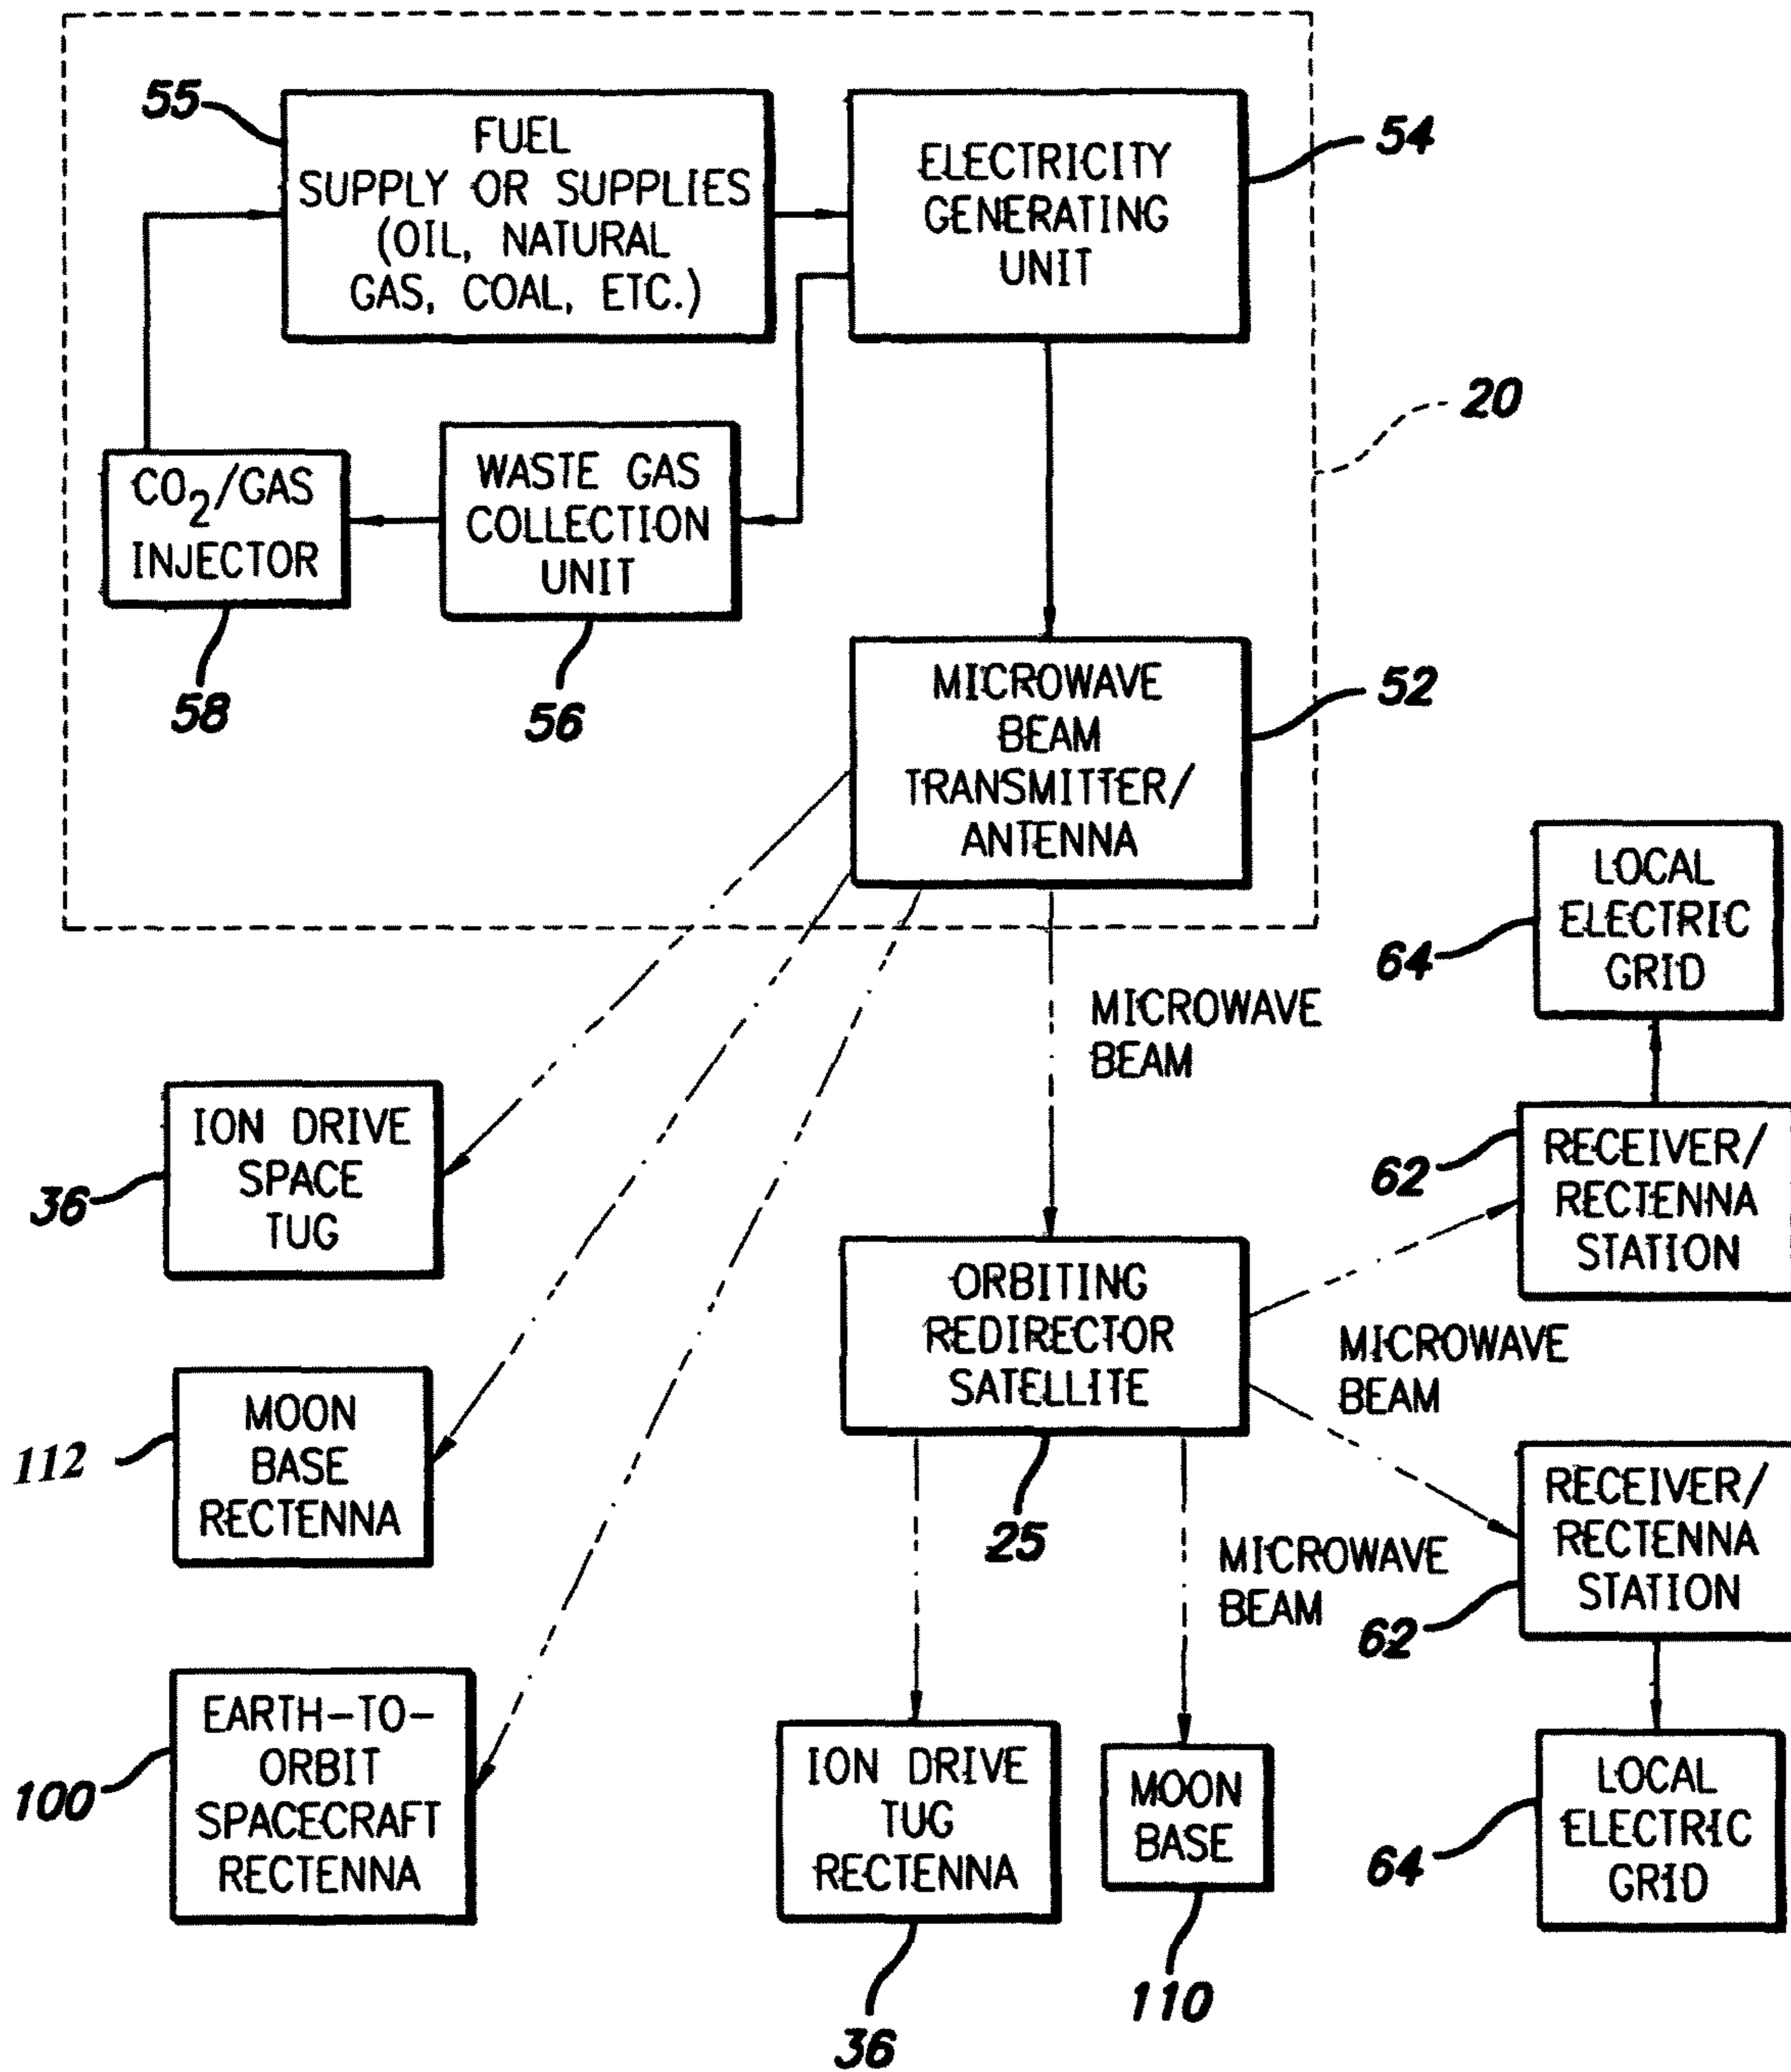 55
FUEL
SUPPLY OR SUPPLIES
(OIL, NATURAL
GAS, COAL, ETC.)
ELECTRICITY
GENERATING
UNIT
54
20
CO2/GAS
INJECTOR
58
WASTE GAS
COLLECTION
UNIT
56
MICROWAVE
BEAM
TRANSMITTER/
ANTENNA
52
LOCAL
ELECTRIC
GRID
64
MICROWAVE
BEAM
ION DRIVE
SPACE
TUG
36
RECEIVER/
RECTENNA
STATION
62
ORBITING
REDIRECTOR
SATELLITE
25
MICROWAVE
BEAM
MOON
BASE
RECTENNA
112
MICROWAVE
BEAM
RECEIVER/
RECTENNA
STATION
62
EARTH-TO-
ORBIT
SPACECRAFT
RECTENNA
100
ION DRIVE
TUG
RECTENNA
36
MOON
BASE
110
LOCAL
ELECTRIC
GRID
64